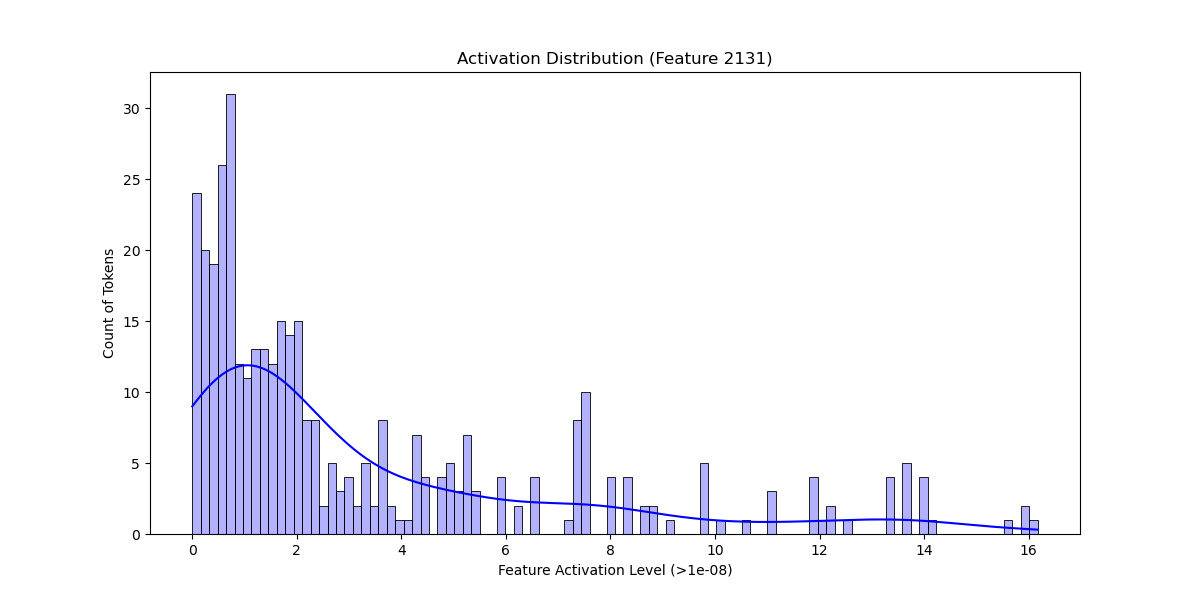 Activation Distribution (Feature 2131)
30
25
20
15
10
5
0
Count of Tokens
0 2 4 6 8 10 12 14 16
Feature Activation Level (>1e-08)